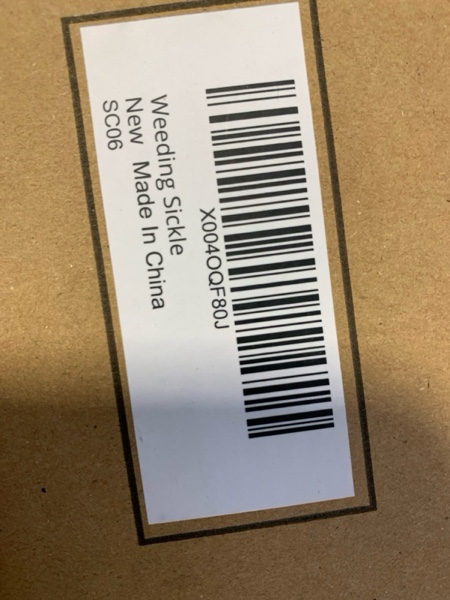 X004OQF80J
Weeding Sickle
New Made In China
SC06